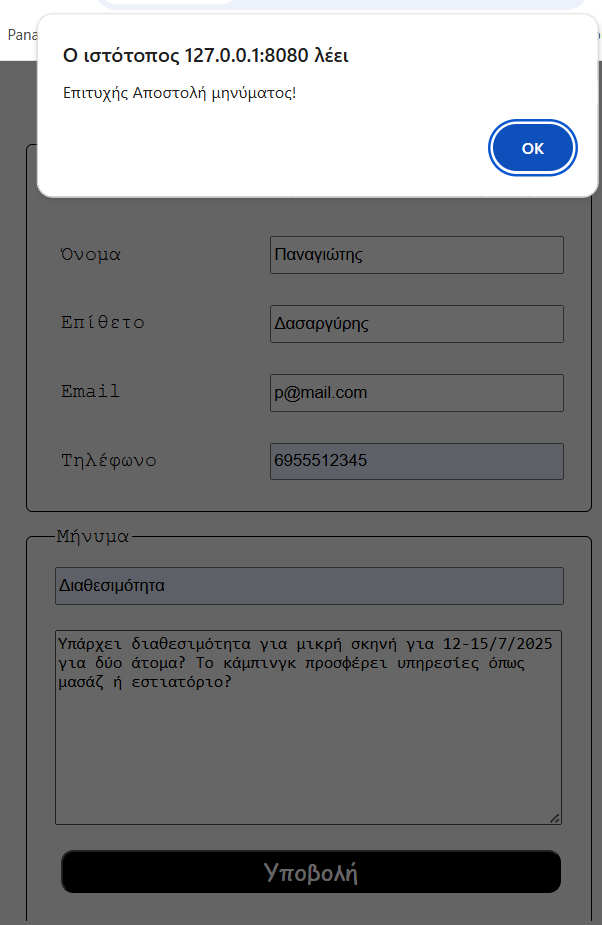 Pana
Ο ιστότοπος 127.0.0.1:8080 λέει
Επιτυχής Αποστολή μηνύματος!
OK
Όνομα
Παναγιώτης
Επίθετο
Δασαργύρης
Email
p@mail.com
Τηλέφωνο
6955512345
Μήνυμα
Διαθεσιμότητα
Υπάρχει διαθεσιμότητα για μικρή σκηνή για 12-15/7/2025
για δύο άτομα? Το κάμπινγκ προσφέρει υπηρεσίες όπως
μασάζ ή εστιατόριο?
Υποβολή